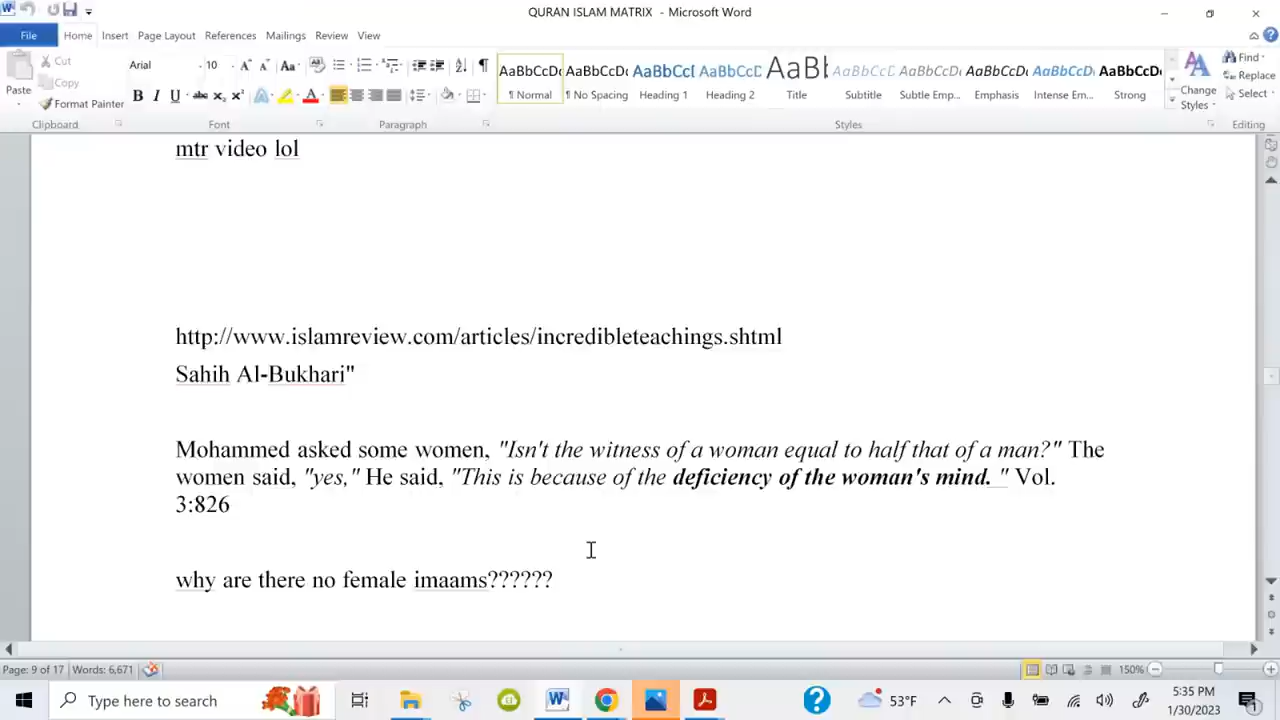 QURAN ISLAM MATRIX - Microsoft Word
File Home Insert Page Layout References Mailings Review View
Cut
Copy
Format Painter
Paste
Arial 10
AaBbCcDc AaBbCcDc AaBbC AaBbCc AaB AaBbCcD AaBbCcDt AaBbCcDt AaBbCcDt AaBbCcDc
¶ Normal ¶ No Spacing Heading 1 Heading 2 Title Subtitle Subtle Emp... Emphasis Intense Em... Strong
Change Styles
Find
Replace
Select
Clipboard Font Paragraph Styles Editing
mtr video lol
http://www.islamreview.com/articles/incredibleteachings.shtml
Sahih Al-Bukhari"
Mohammed asked some women, "Isn't the witness of a woman equal to half that of a man?" The
women said, "yes," He said, "This is because of the deficiency of the woman's mind. " Vol.
3:826
why are there no female imaams??????
Page: 9 of 17 Words: 6,671 150%
Type here to search
53°F
5:35 PM
1/30/2023